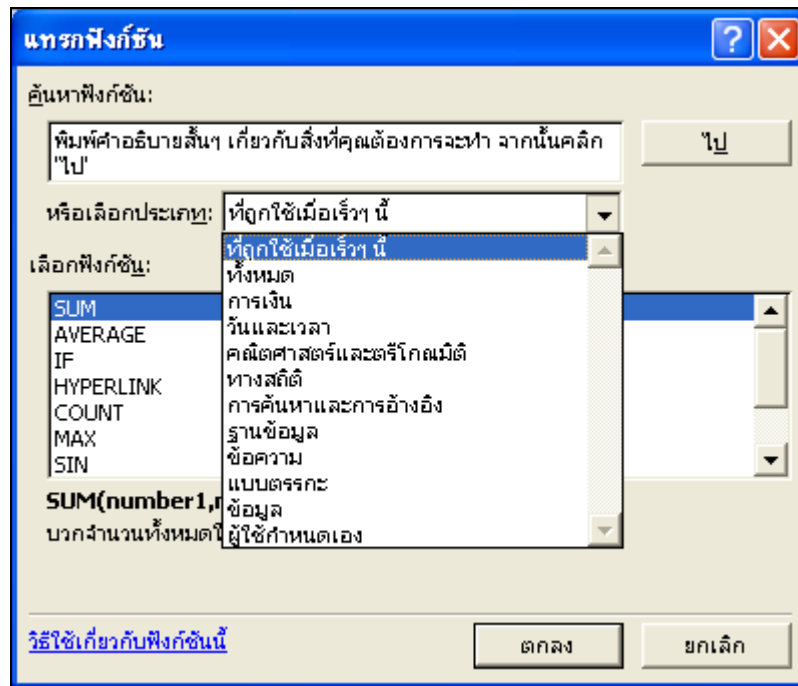 แทรกฟังก์ชัน
ค้นหาฟังก์ชัน:
พิมพ์คำอธิบายสั้นๆ เกี่ยวกับสิ่งที่คุณต้องการจะทำ จากนั้นคลิก
"ไป"
ไป
หรือเลือกประเภท: ที่ถูกใช้เมื่อเร็วๆ นี้
ที่ถูกใช้เมื่อเร็วๆ นี้
ทั้งหมด
การเงิน
วันและเวลา
คณิตศาสตร์และตรีโกณมิติ
ทางสถิติ
การค้นหาและการอ้างอิง
ฐานข้อมูล
ข้อความ
แบบตรรกะ
ข้อมูล
ผู้ใช้กำหนดเอง
เลือกฟังก์ชัน:
SUM
AVERAGE
IF
HYPERLINK
COUNT
MAX
SIN
SUM(number1,
บวกจำนวนทั้งหมดใ
วิธีใช้เกี่ยวกับฟังก์ชันนี้
ตกลง
ยกเลิก